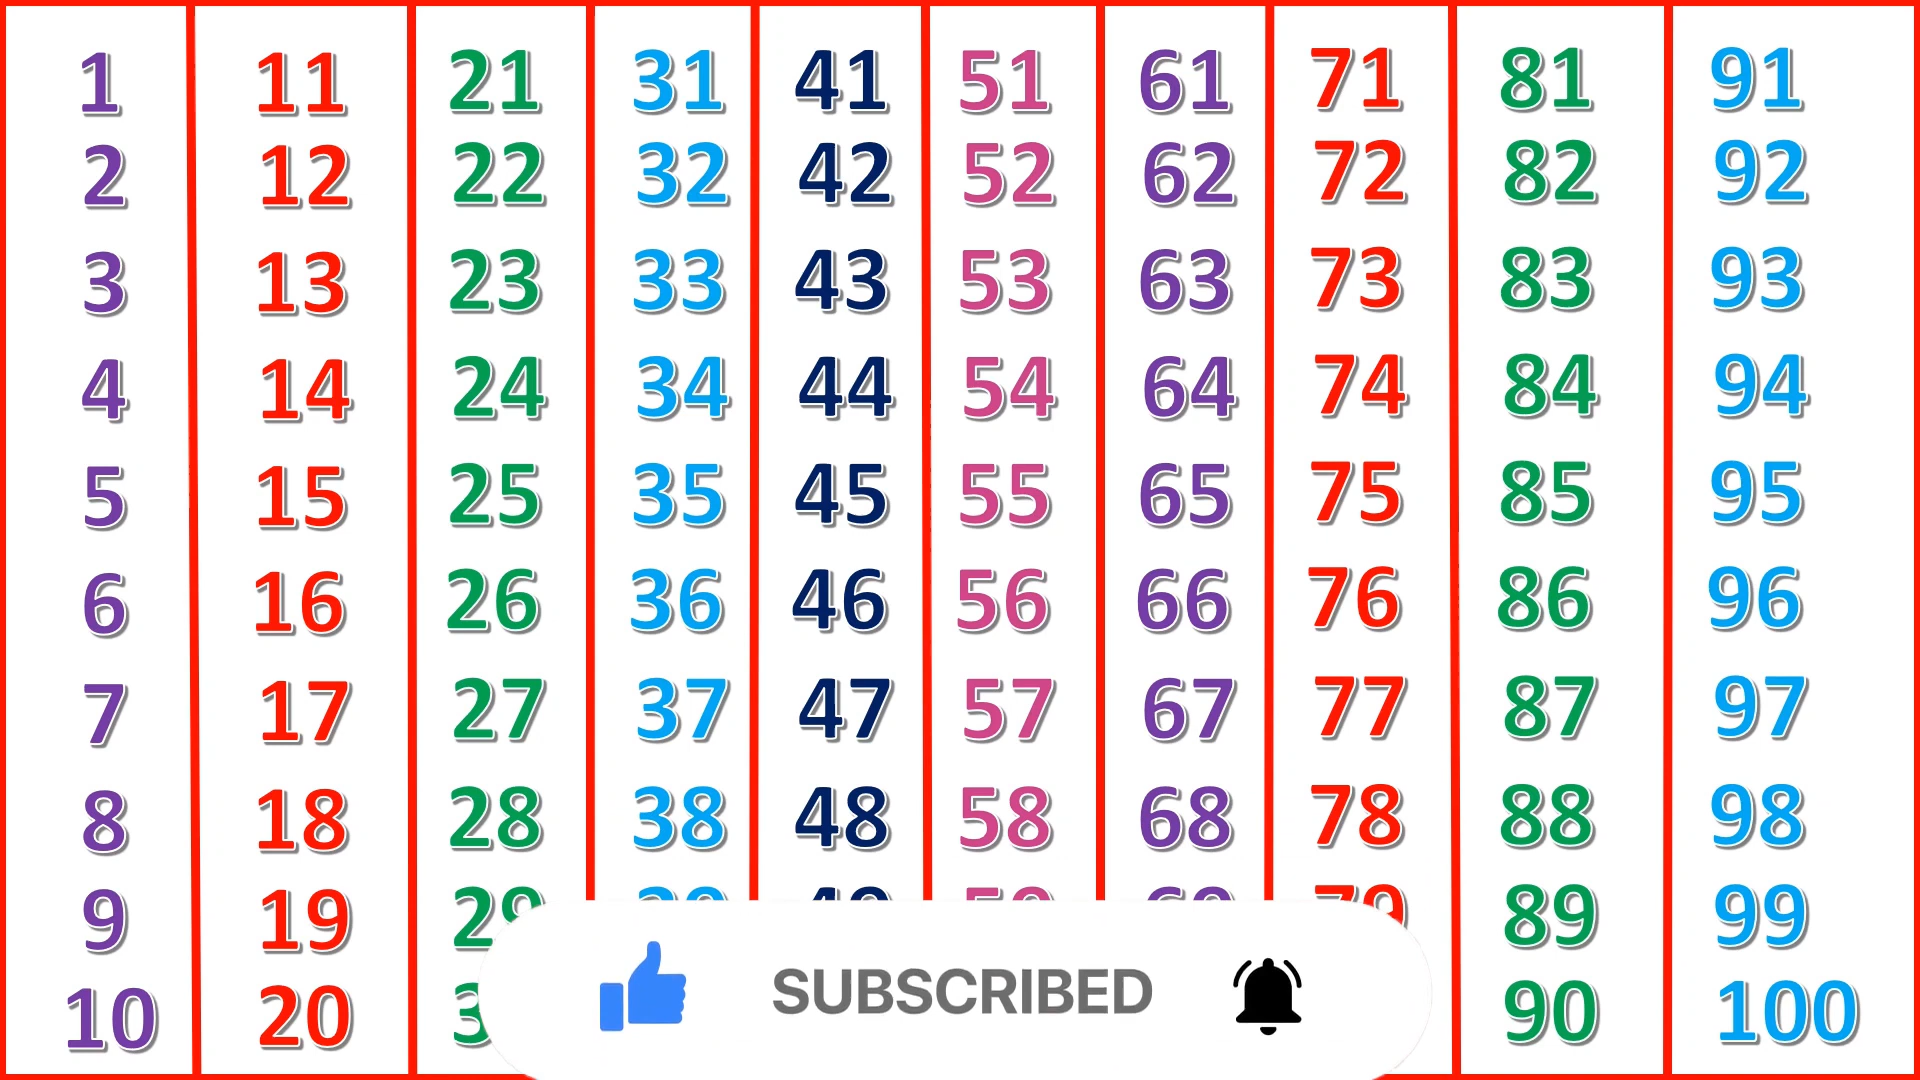 1 11 21 31 41 51 61 71 81 91
2 12 22 32 42 52 62 72 82 92
3 13 23 33 43 53 63 73 83 93
4 14 24 34 44 54 64 74 84 94
5 15 25 35 45 55 65 75 85 95
6 16 26 36 46 56 66 76 86 96
7 17 27 37 47 57 67 77 87 97
8 18 28 38 48 58 68 78 88 98
9 19 29 79 89 99
10 20 90 100
SUBSCRIBED